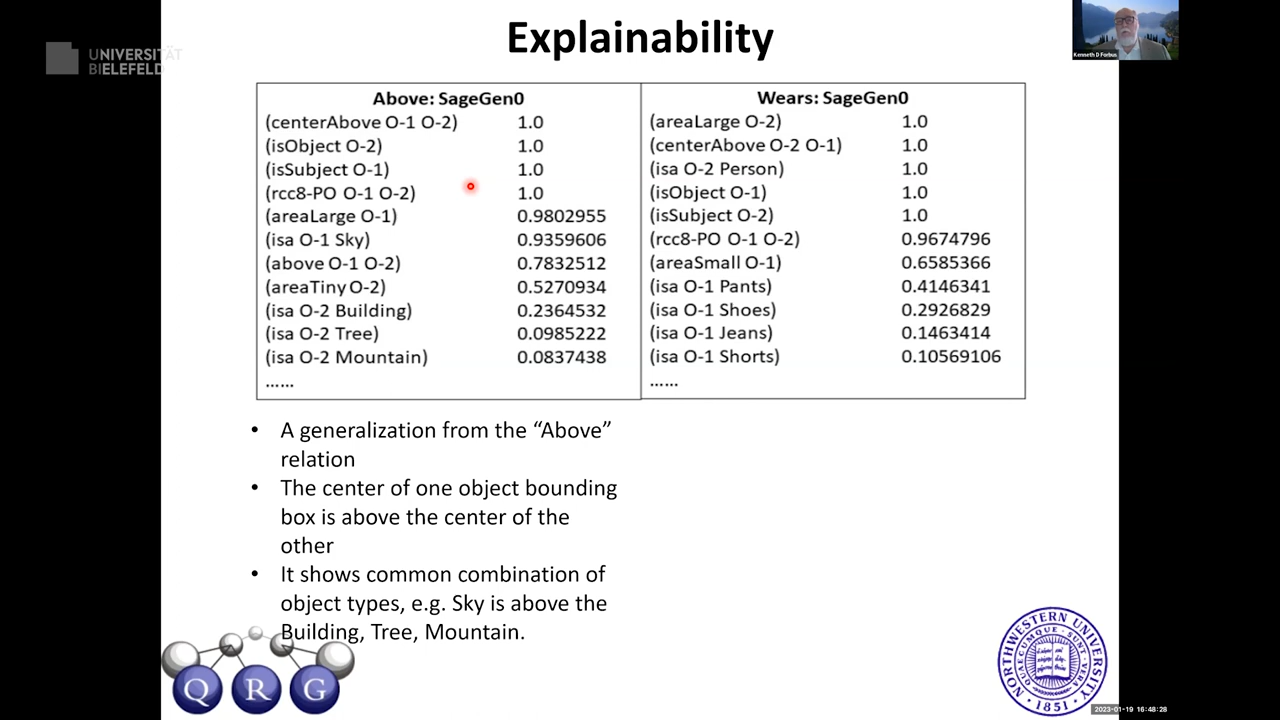 Explainability
UNIVERSITÄT
BIELEFELD
Kenneth D Forbus
Above: SageGen0
(centerAbove O-1 O-2) 1.0
(isObject O-2) 1.0
(isSubject O-1) 1.0
(rcc8-PO O-1 O-2) 1.0
(areaLarge O-1) 0.9802955
(isa O-1 Sky) 0.9359606
(above O-1 O-2) 0.7832512
(areaTiny O-2) 0.5270934
(isa O-2 Building) 0.2364532
(isa O-2 Tree) 0.0985222
(isa O-2 Mountain) 0.0837438
......
Wears: SageGen0
(areaLarge O-2) 1.0
(centerAbove O-2 O-1) 1.0
(isa O-2 Person) 1.0
(isObject O-1) 1.0
(isSubject O-2) 1.0
(rcc8-PO O-1 O-2) 0.9674796
(areaSmall O-1) 0.6585366
(isa O-1 Pants) 0.4146341
(isa O-1 Shoes) 0.2926829
(isa O-1 Jeans) 0.1463414
(isa O-1 Shorts) 0.10569106
......
• A generalization from the “Above”
relation
• The center of one object bounding
box is above the center of the
other
• It shows common combination of
object types, e.g. Sky is above the
Building, Tree, Mountain.
Q R G
NORTHWESTERN UNIVERSITY
QUAECUMQUE SUNT VERA
1851
2023-01-19 16:48:28